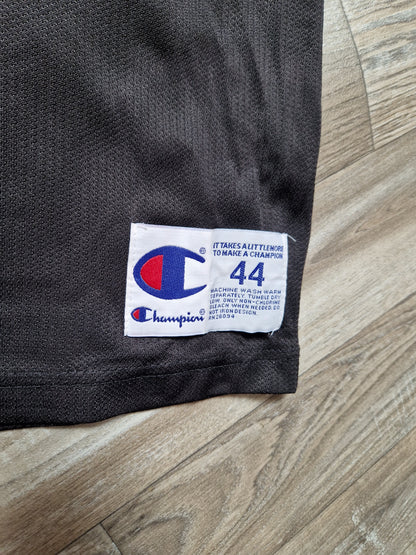 IT TAKES A LITTLE MORE
TO MAKE A CHAMPION
44
MACHINE WASH WARM
SEPARATELY. TUMBLE DRY
LOW. ONLY NON-CHLORINE
BLEACH WHEN NEEDED. DO
NOT IRON DESIGN.
RN26094
Champion